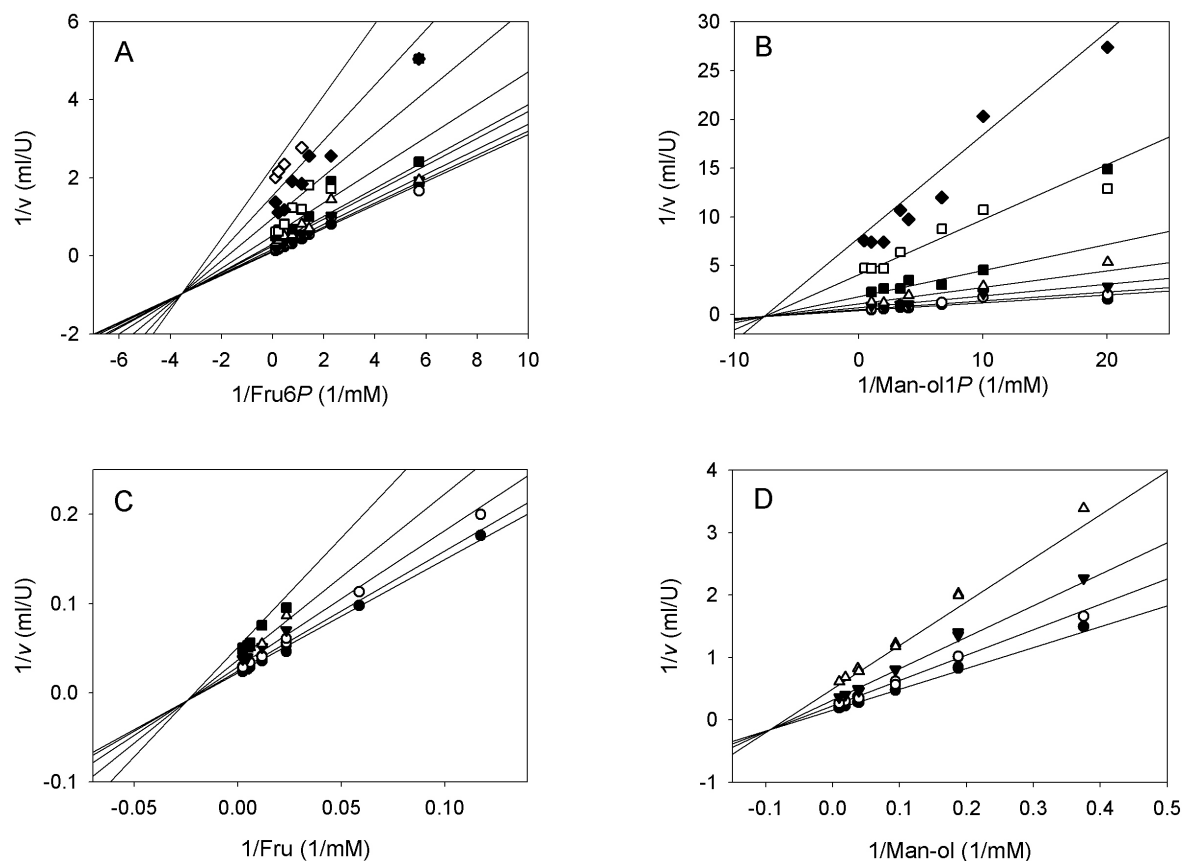 A
6
4
2
0
-2
1/v (ml/U)
-6 -4 -2 0 2 4 6 8 10
1/Fru6P (1/mM)
B
30
25
20
15
10
5
0
1/v (ml/U)
-10 0 10 20
1/Man-ol1P (1/mM)
C
0.2
0.1
0.0
-0.1
1/v (ml/U)
-0.05 0.00 0.05 0.10
1/Fru (1/mM)
D
4
3
2
1
0
-1
1/v (ml/U)
-0.1 0.0 0.1 0.2 0.3 0.4 0.5
1/Man-ol (1/mM)